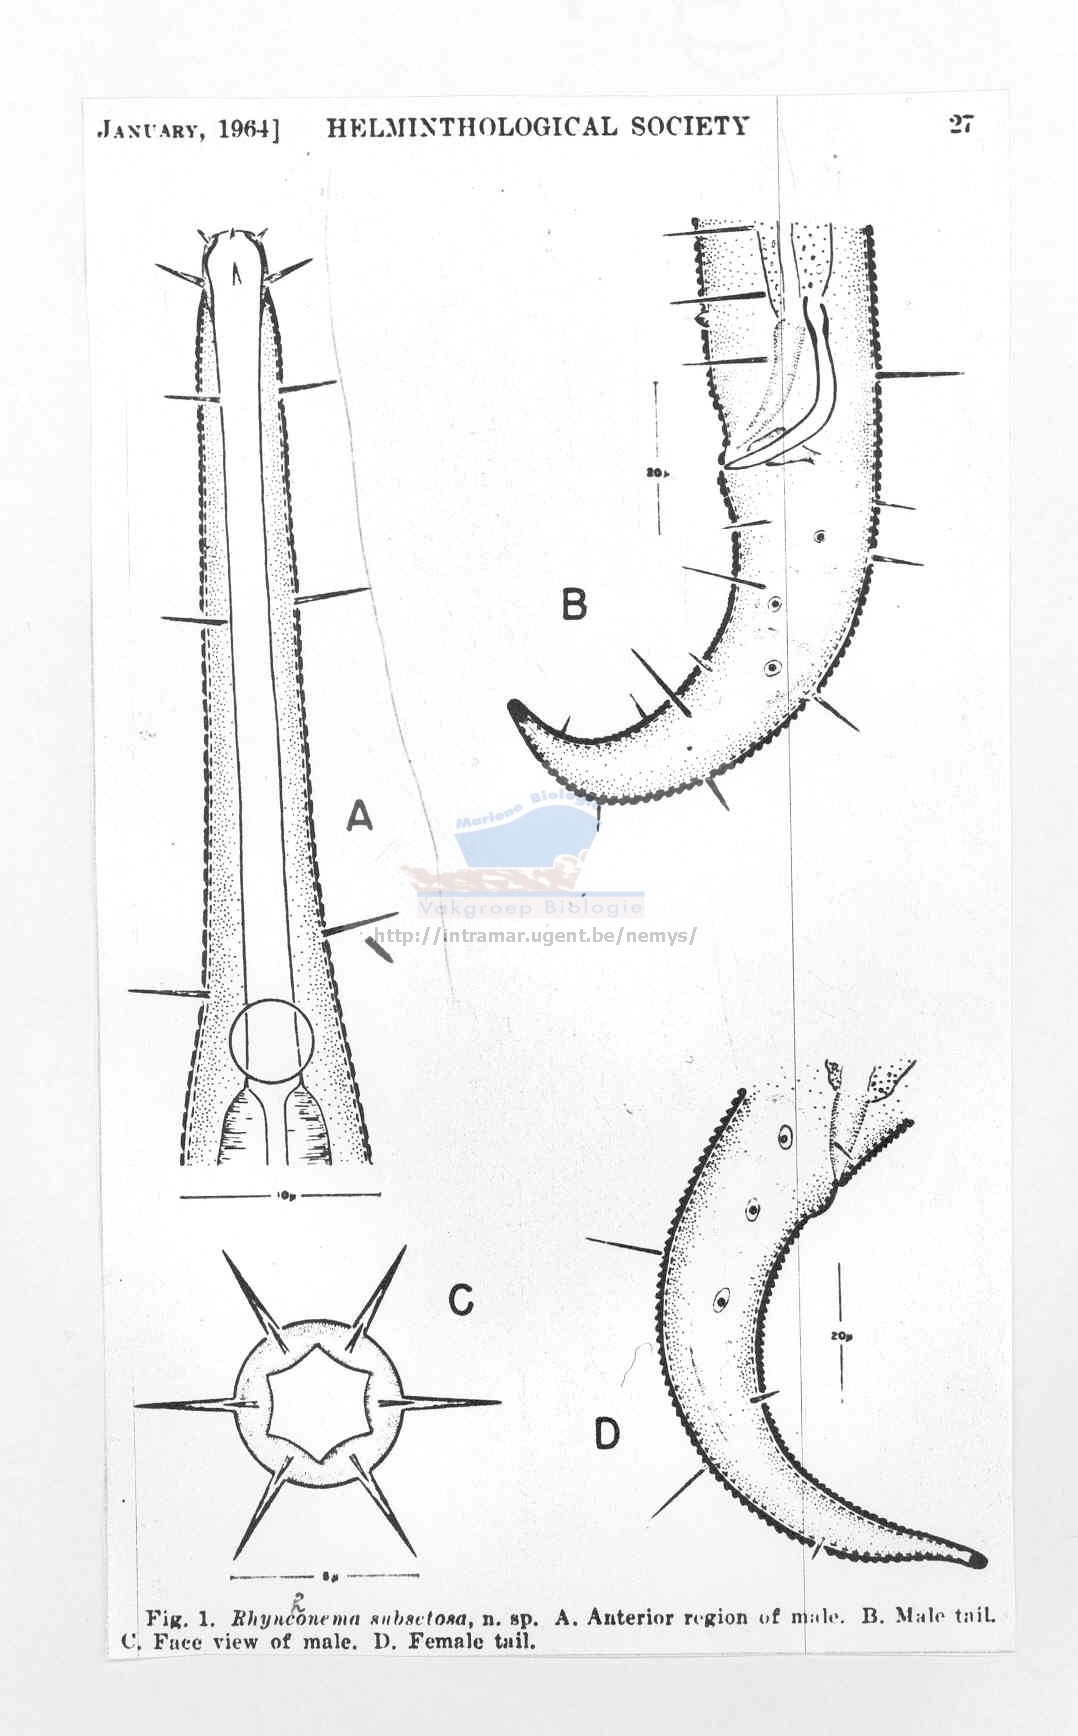 JANUARY, 1964]   HELMINTHOLOGICAL SOCIETY   27
20μ
B
A
Mariene Biologie
Vakgroep Biologie
http://intramar.ugent.be/nemys/
10μ
C
20μ
D
5μ
h
Fig. 1. Rhynconema subsetosa, n. sp. A. Anterior region of male. B. Male tail.
C. Face view of male. D. Female tail.